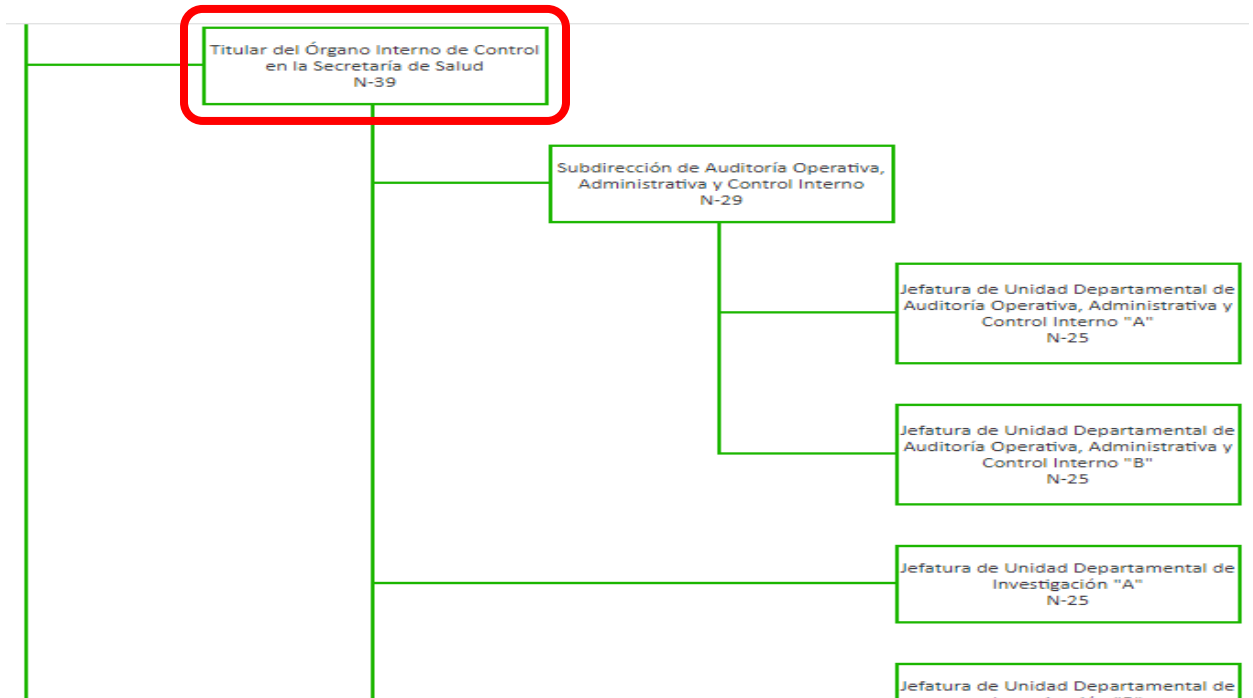 Titular del Órgano Interno de Control
en la Secretaría de Salud
N-39
Subdirección de Auditoría Operativa,
Administrativa y Control Interno
N-29
Jefatura de Unidad Departamental de
Auditoría Operativa, Administrativa y
Control Interno "A"
N-25
Jefatura de Unidad Departamental de
Auditoría Operativa, Administrativa y
Control Interno "B"
N-25
Jefatura de Unidad Departamental de
Investigación "A"
N-25
Jefatura de Unidad Departamental de